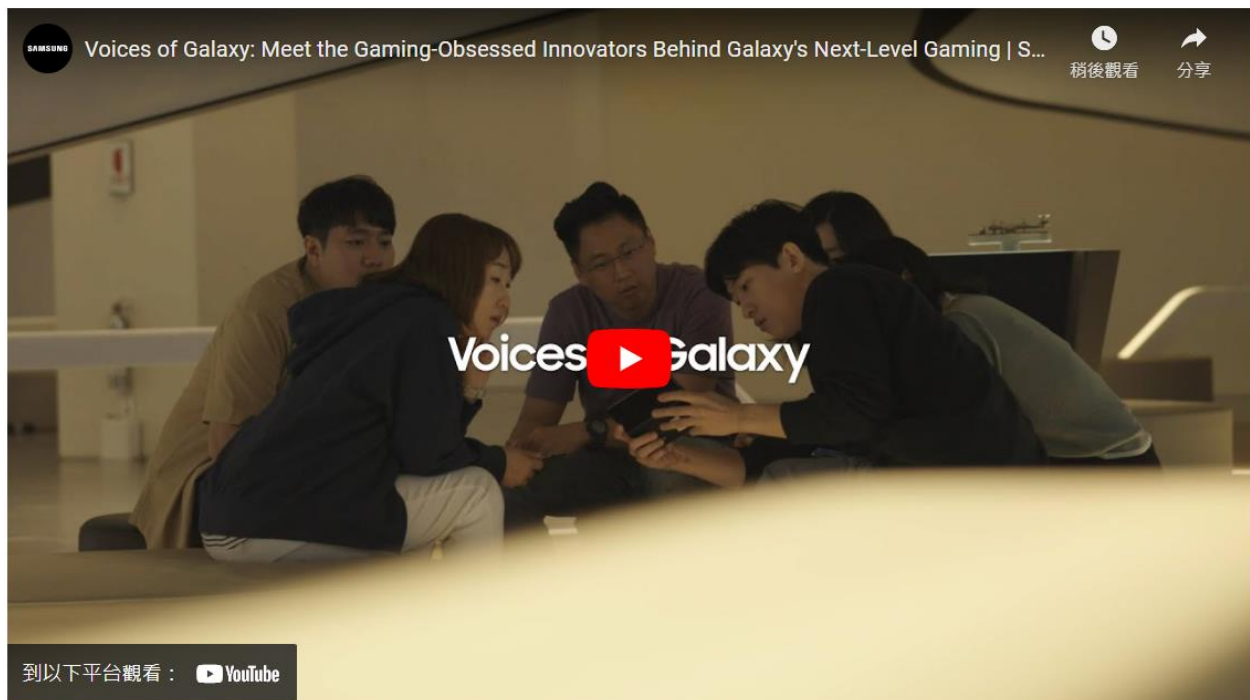 SAMSUNG
Voices of Galaxy: Meet the Gaming-Obsessed Innovators Behind Galaxy's Next-Level Gaming | S...
稍後觀看
分享
Voices Galaxy
到以下平台觀看： YouTube